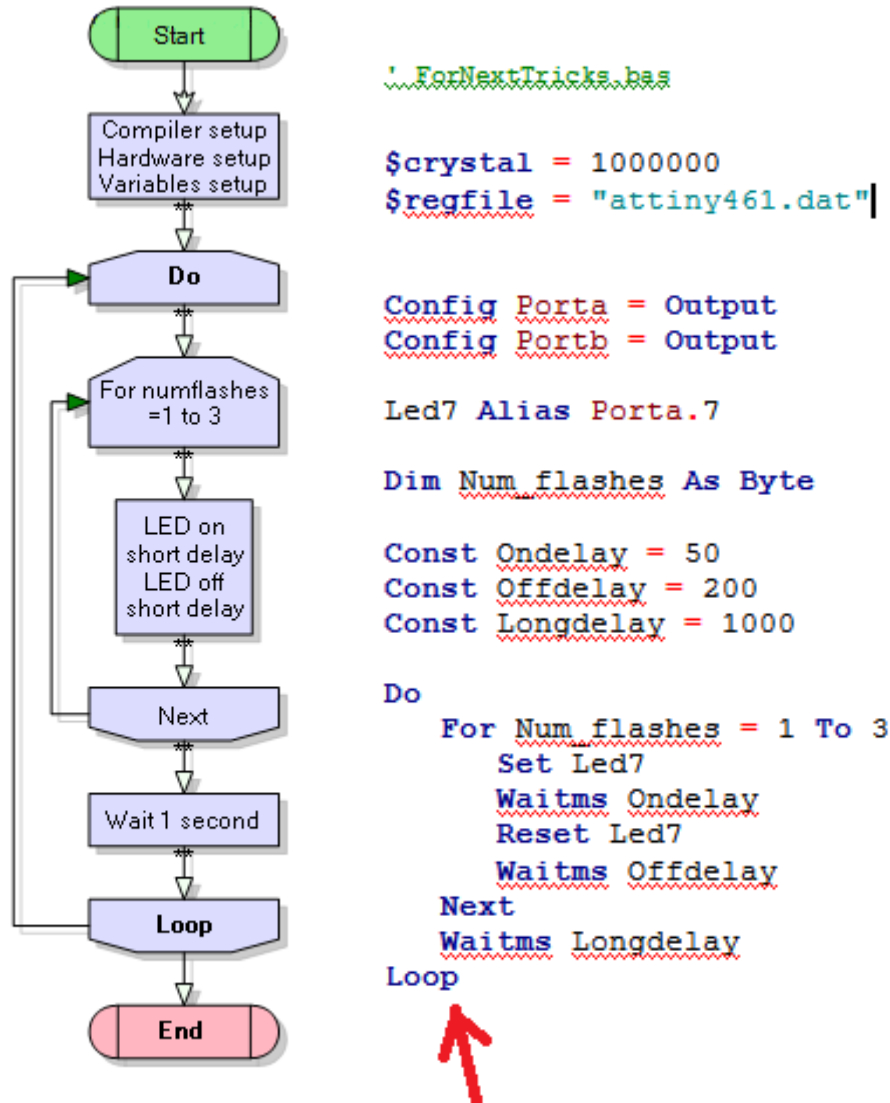 Start
Compiler setup
Hardware setup
Variables setup
**
Do
**
For numflashes
=1 to 3
**
LED on
short delay
LED off
short delay
**
Next
**
Wait 1 second
**
Loop
End
' ForNextTricks.bas
$crystal = 1000000
$regfile = "attiny461.dat"
Config Porta = Output
Config Portb = Output
Led7 Alias Porta.7
Dim Num_flashes As Byte
Const Ondelay = 50
Const Offdelay = 200
Const Longdelay = 1000
Do
For Num_flashes = 1 To 3
Set Led7
Waitms Ondelay
Reset Led7
Waitms Offdelay
Next
Waitms Longdelay
Loop